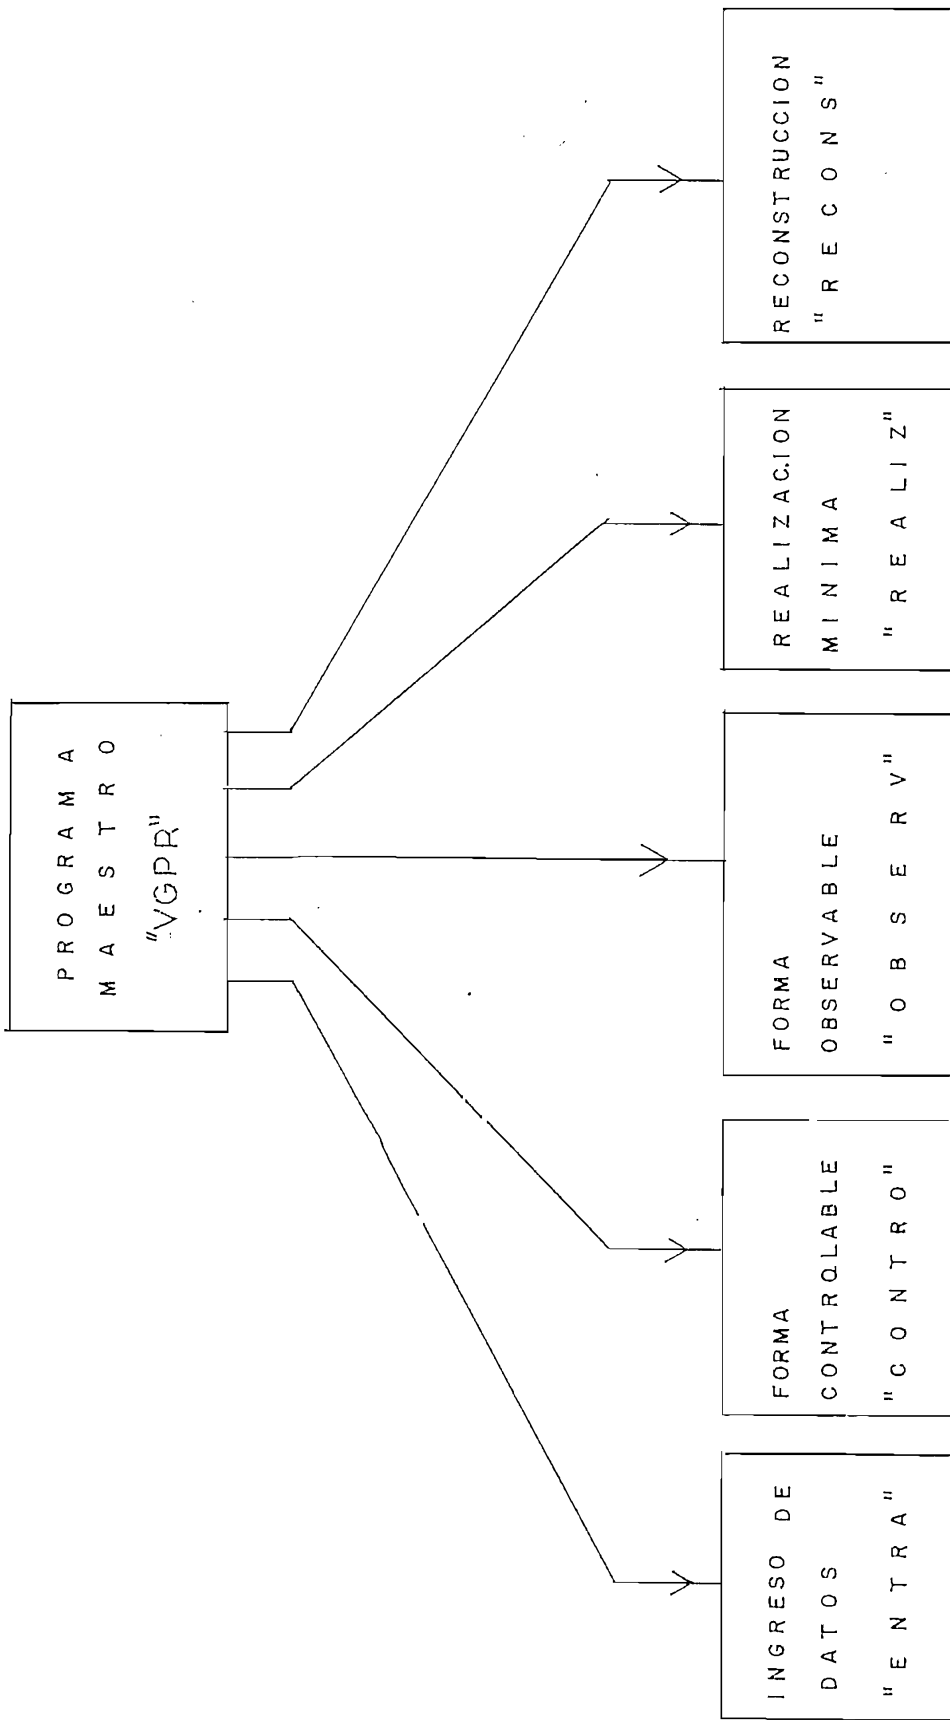 PROGRAMA
MAESTRO
"VGPR"
INGRESO DE
DATOS
"ENTRA"
FORMA
CONTROLABLE
"CONTRO"
FORMA
OBSERVABLE
"OBSERV"
REALIZACION
MINIMA
"REALIZ"
RECONSTRUCCION
"RECONS"